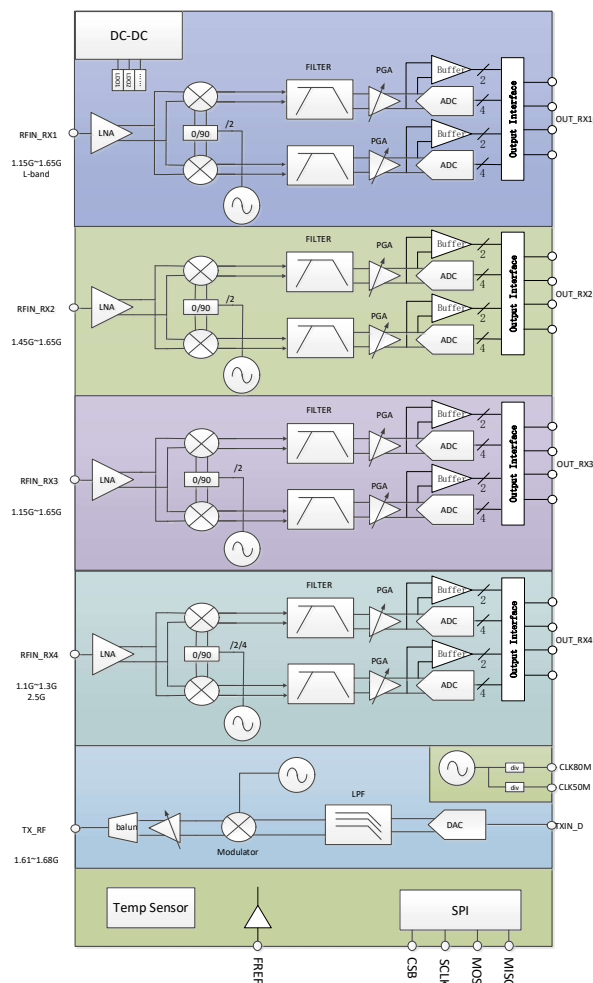 DC-DC
LDO1
LDO2
......
FILTER
PGA
Buffer
2
ADC
4
Output Interface
OUT_RX1
RFIN_RX1
LNA
0/90
/2
1.15G~1.65G
L-band
PGA
Buffer
2
ADC
4
FILTER
PGA
Buffer
2
ADC
4
Output Interface
OUT_RX2
RFIN_RX2
LNA
0/90
/2
1.45G~1.65G
PGA
Buffer
2
ADC
4
FILTER
PGA
Buffer
2
ADC
4
Output Interface
OUT_RX3
RFIN_RX3
LNA
0/90
/2
1.15G~1.65G
PGA
Buffer
2
ADC
4
FILTER
PGA
Buffer
2
ADC
4
Output Interface
OUT_RX4
RFIN_RX4
LNA
0/90
/2/4
1.1G~1.3G
2.5G
PGA
Buffer
2
ADC
4
div
CLK80M
div
CLK50M
LPF
TX_RF
balun
Modulator
DAC
TXIN_D
1.61~1.68G
Temp Sensor
SPI
FREF
CSB
SCLK
MOS
MISO